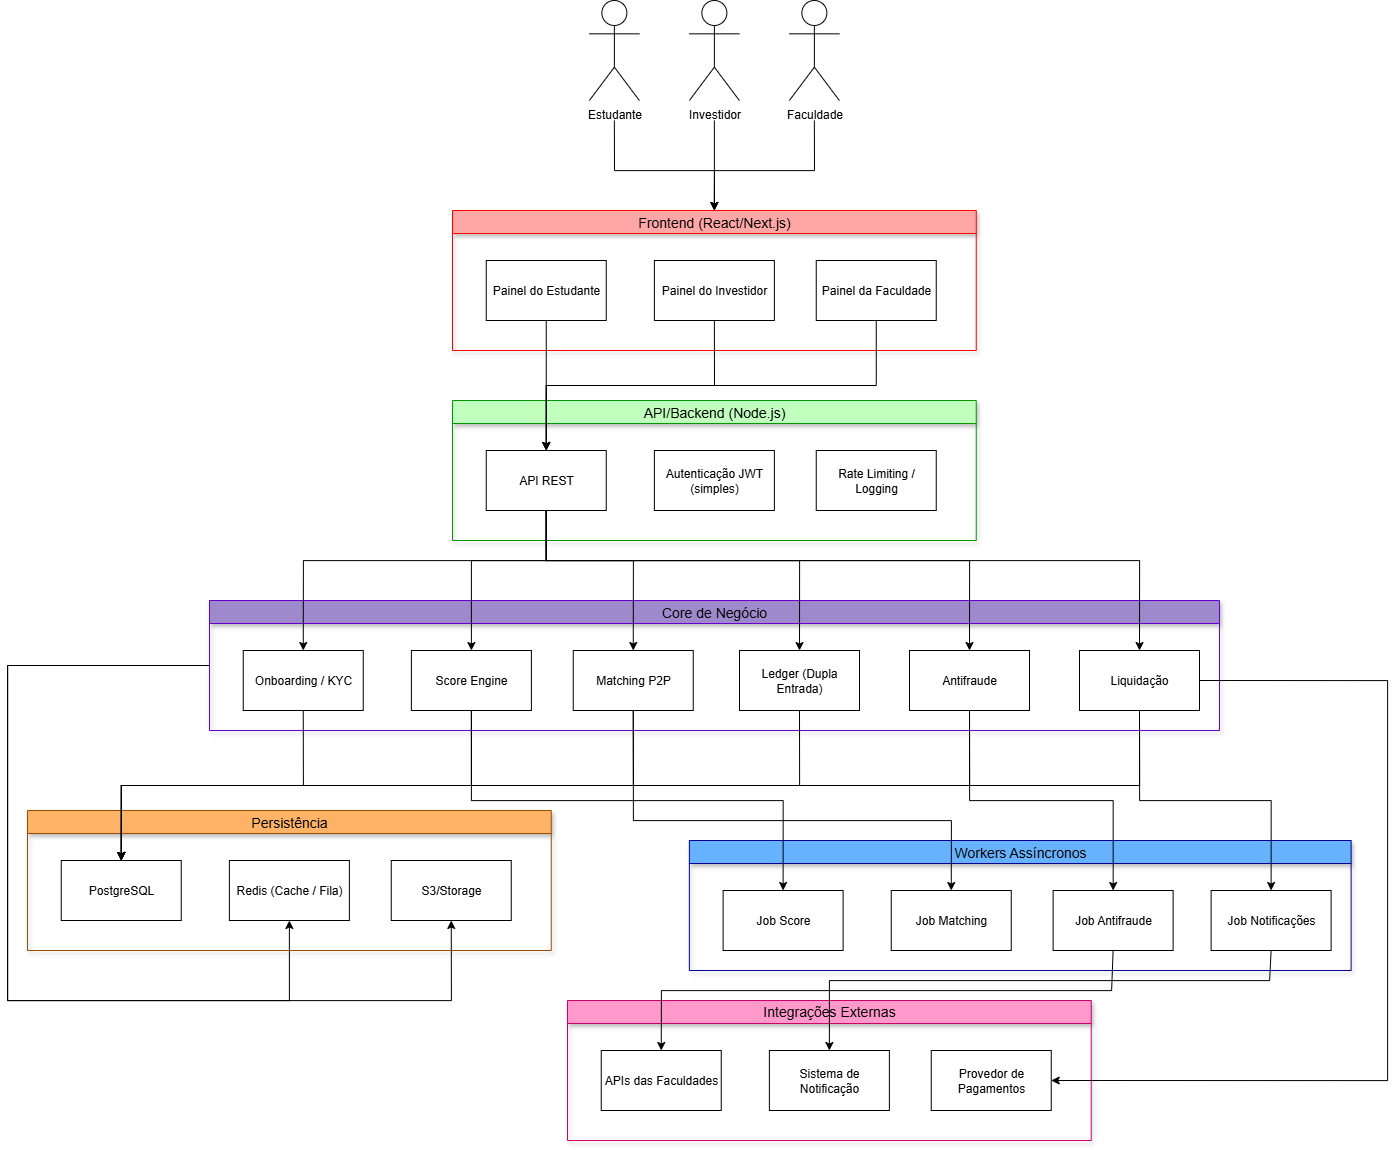 Estudante
Investidor
Faculdade
Frontend (React/Next.js)
Painel do Estudante
Painel do Investidor
Painel da Faculdade
API/Backend (Node.js)
API REST
Autenticação JWT
(simples)
Rate Limiting /
Logging
Core de Negócio
Onboarding / KYC
Score Engine
Matching P2P
Ledger (Dupla
Entrada)
Antifraude
Liquidação
Persistência
PostgreSQL
Redis (Cache / Fila)
S3/Storage
Workers Assíncronos
Job Score
Job Matching
Job Antifraude
Job Notificações
Integrações Externas
APIs das Faculdades
Sistema de
Notificação
Provedor de
Pagamentos